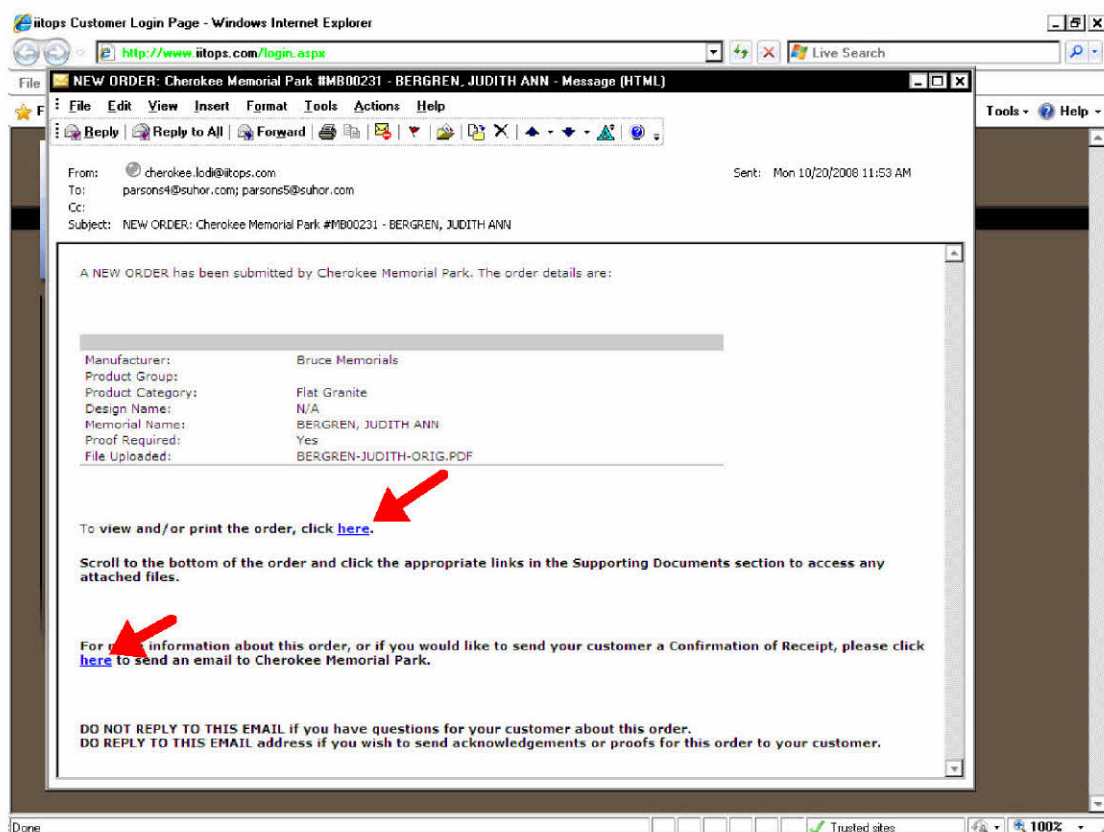 iitops Customer Login Page - Windows Internet Explorer
http://www.iitops.com/login.aspx
Live Search
File
NEW ORDER: Cherokee Memorial Park #MB00231 - BERGREN, JUDITH ANN - Message (HTML)
F
File Edit View Insert Format Tools Actions Help
Tools Help
Reply Reply to All Forward
From: cherokee.lodi@iitops.com Sent: Mon 10/20/2008 11:53 AM
To: parsons4@suhor.com; parsons5@suhor.com
Cc:
Subject: NEW ORDER: Cherokee Memorial Park #MB00231 - BERGREN, JUDITH ANN
A NEW ORDER has been submitted by Cherokee Memorial Park. The order details are:
Manufacturer: Bruce Memorials
Product Group:
Product Category: Flat Granite
Design Name: N/A
Memorial Name: BERGREN, JUDITH ANN
Proof Required: Yes
File Uploaded: BERGREN-JUDITH-ORIG.PDF
To view and/or print the order, click here.
Scroll to the bottom of the order and click the appropriate links in the Supporting Documents section to access any
attached files.
For information about this order, or if you would like to send your customer a Confirmation of Receipt, please click
here to send an email to Cherokee Memorial Park.
DO NOT REPLY TO THIS EMAIL if you have questions for your customer about this order.
DO REPLY TO THIS EMAIL address if you wish to send acknowledgements or proofs for this order to your customer.
Done Trusted sites 100%